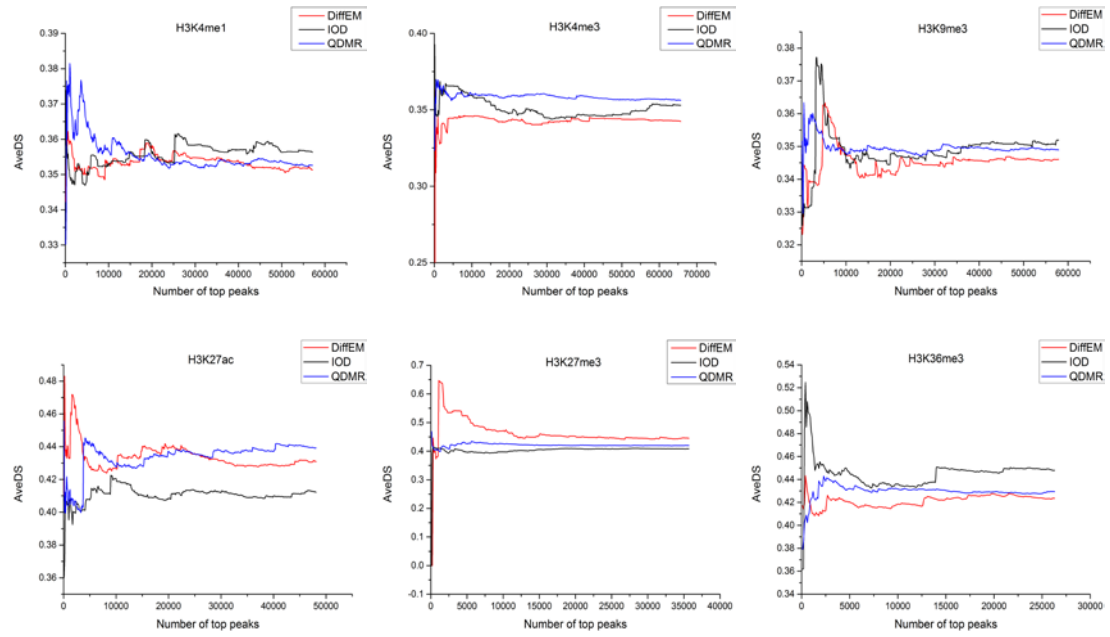 H3K4me1
DiffEM
IOD
QDMR
0.39
0.38
0.37
0.36
0.35
0.34
0.33
AveDS
0 10000 20000 30000 40000 50000 60000
Number of top peaks
H3K4me3
DiffEM
IOD
QDMR
0.40
0.35
0.30
0.25
AveDS
0 10000 20000 30000 40000 50000 60000 70000
Number of top peaks
H3K9me3
DiffEM
IOD
QDMR
0.38
0.37
0.36
0.35
0.34
0.33
0.32
AveDS
0 10000 20000 30000 40000 50000 60000
Number of top peaks
H3K27ac
DiffEM
IOD
QDMR
0.48
0.46
0.44
0.42
0.40
0.38
0.36
AveDS
0 10000 20000 30000 40000 50000
Number of top peaks
H3K27me3
DiffEM
IOD
QDMR
0.7
0.6
0.5
0.4
0.3
0.2
0.1
0.0
-0.1
AveDS
0 5000 10000 15000 20000 25000 30000 35000 40000
Number of top peaks
H3K36me3
DiffEM
IOD
QDMR
0.54
0.52
0.50
0.48
0.46
0.44
0.42
0.40
0.38
0.36
0.34
AveDS
0 5000 10000 15000 20000 25000 30000
Number of top peaks